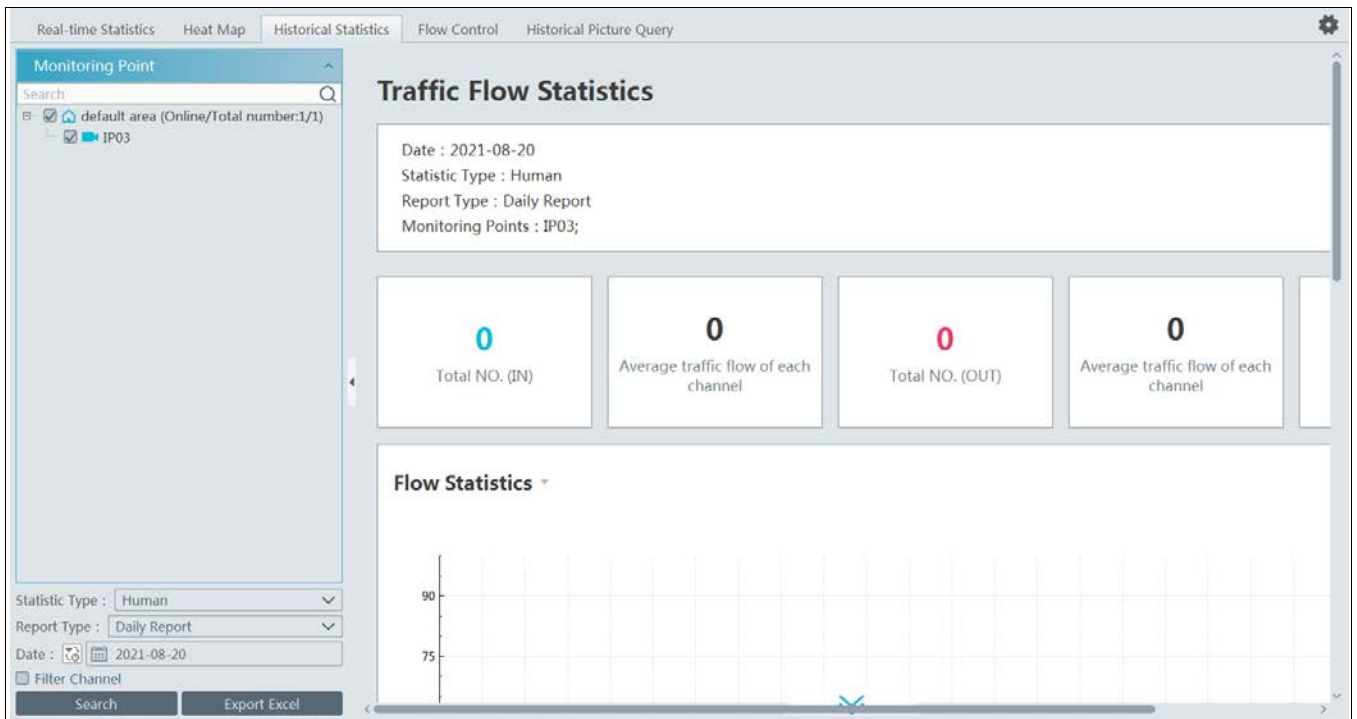 Real-time Statistics Heat Map Historical Statistics Flow Control Historical Picture Query
Monitoring Point
Search
default area (Online/Total number:1/1)
IP03
Statistic Type : Human
Report Type : Daily Report
Date : 2021-08-20
Filter Channel
Search Export Excel
Traffic Flow Statistics
Date : 2021-08-20
Statistic Type : Human
Report Type : Daily Report
Monitoring Points : IP03;
0
Total NO. (IN)
0
Average traffic flow of each
channel
0
Total NO. (OUT)
0
Average traffic flow of each
channel
Flow Statistics
90
75